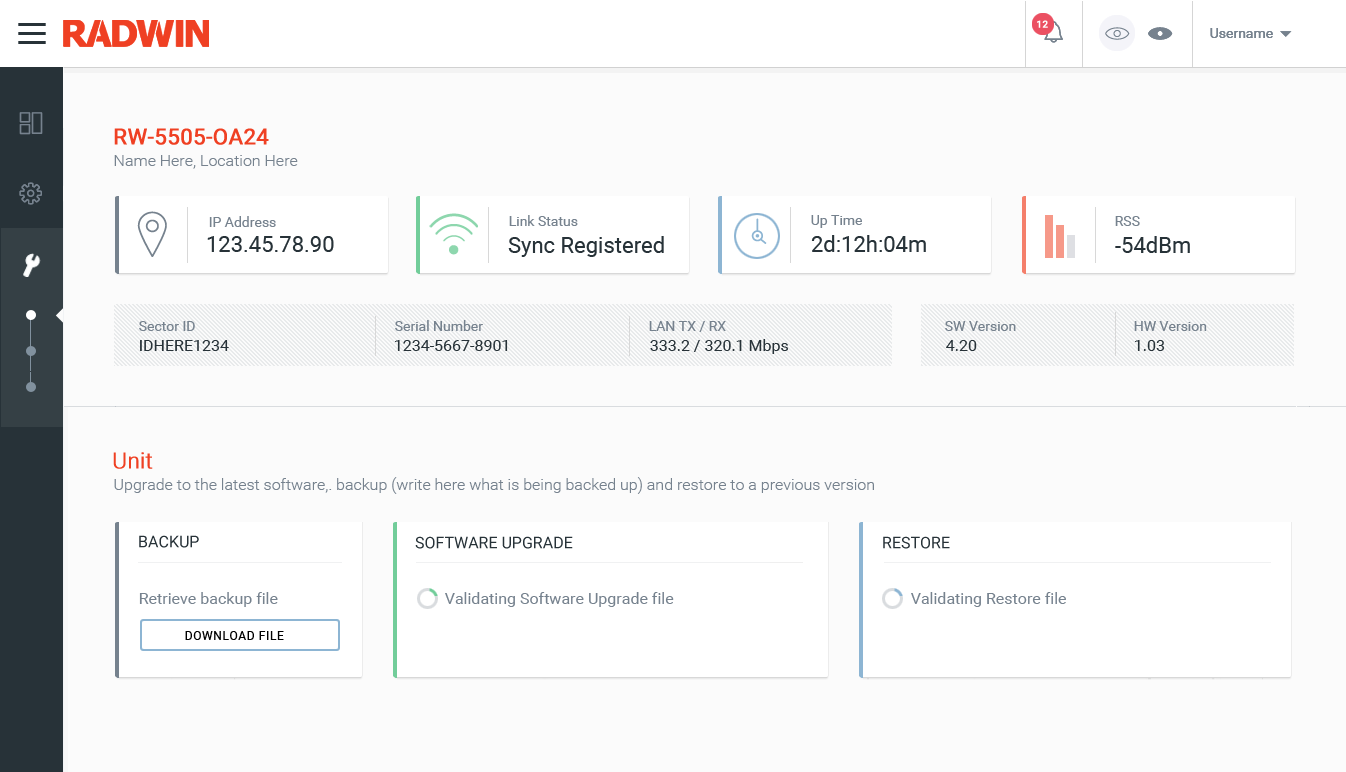 RADWIN
12
Username
RW-5505-OA24
Name Here, Location Here
IP Address
123.45.78.90
Link Status
Sync Registered
Up Time
2d:12h:04m
RSS
-54dBm
Sector ID
IDHERE1234
Serial Number
1234-5667-8901
LAN TX / RX
333.2 / 320.1 Mbps
SW Version
4.20
HW Version
1.03
Unit
Upgrade to the latest software,. backup (write here what is being backed up) and restore to a previous version
BACKUP
Retrieve backup file
DOWNLOAD FILE
SOFTWARE UPGRADE
Validating Software Upgrade file
RESTORE
Validating Restore file